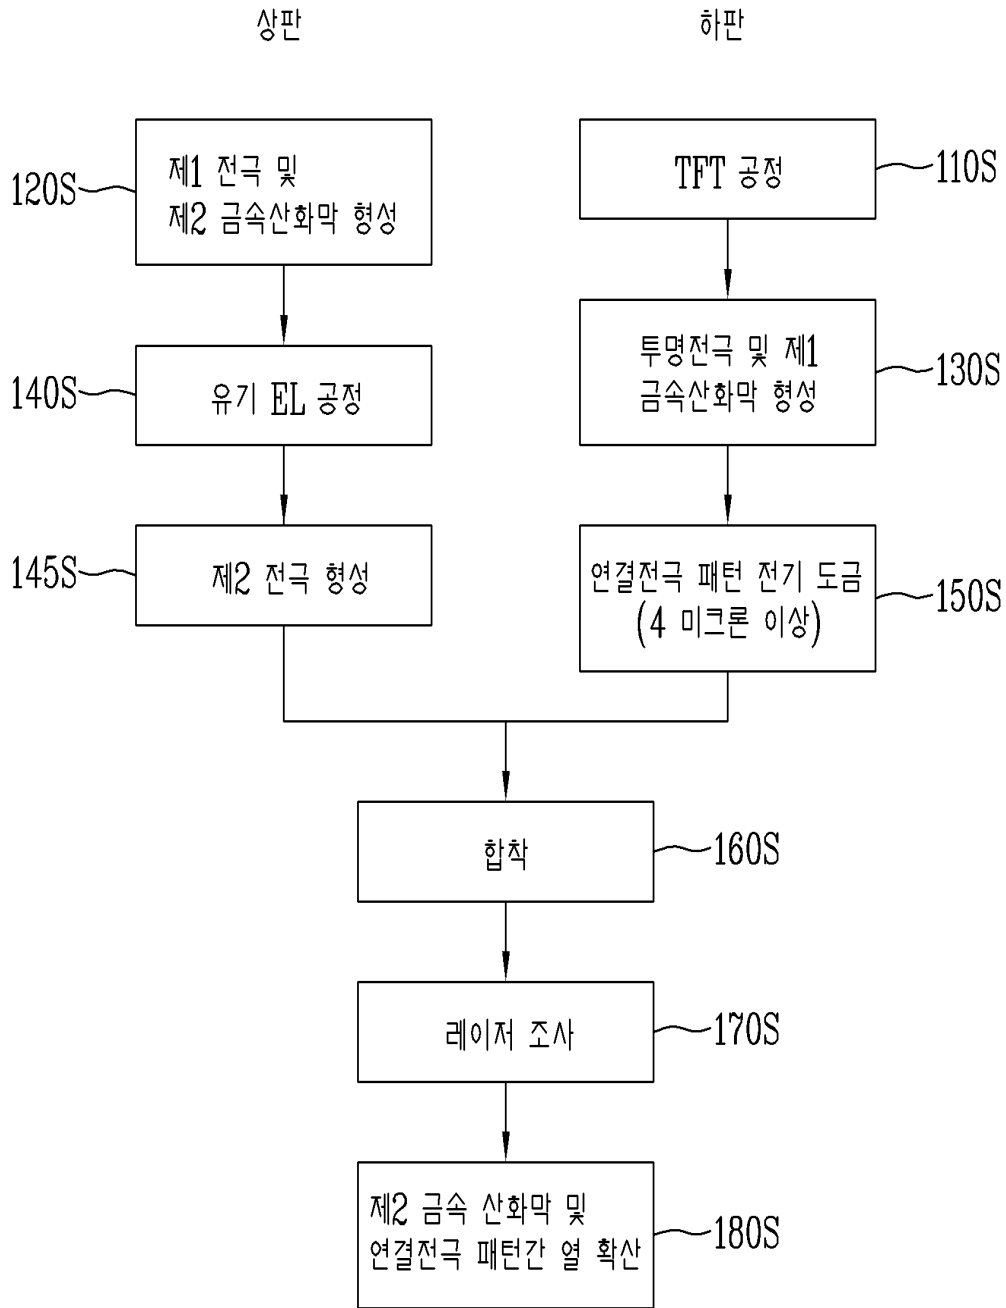 상판
하판
제1 전극 및
제2 금속산화막 형성
120S
TFT 공정
110S
투명전극 및 제1
금속산화막 형성
130S
유기 EL 공정
140S
제2 전극 형성
145S
연결전극 패턴 전기 도금
(4 미크론 이상)
150S
합착
160S
레이저 조사
170S
제2 금속 산화막 및
연결전극 패턴간 열 확산
180S